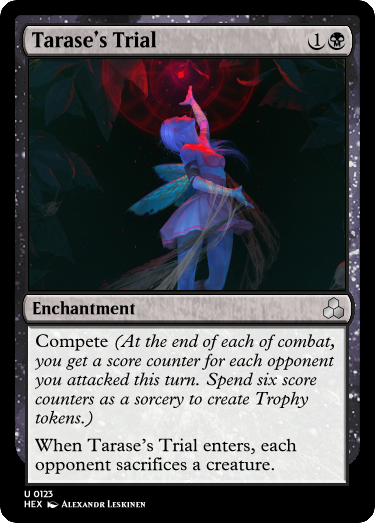 Tarase's Trial 1
Enchantment
Compete (At the end of each of combat,
you get a score counter for each opponent
you attacked this turn. Spend six score
counters as a sorcery to create Trophy
tokens.)
When Tarase's Trial enters, each
opponent sacrifices a creature.
U 0123
HEX Alexandr Leskinen